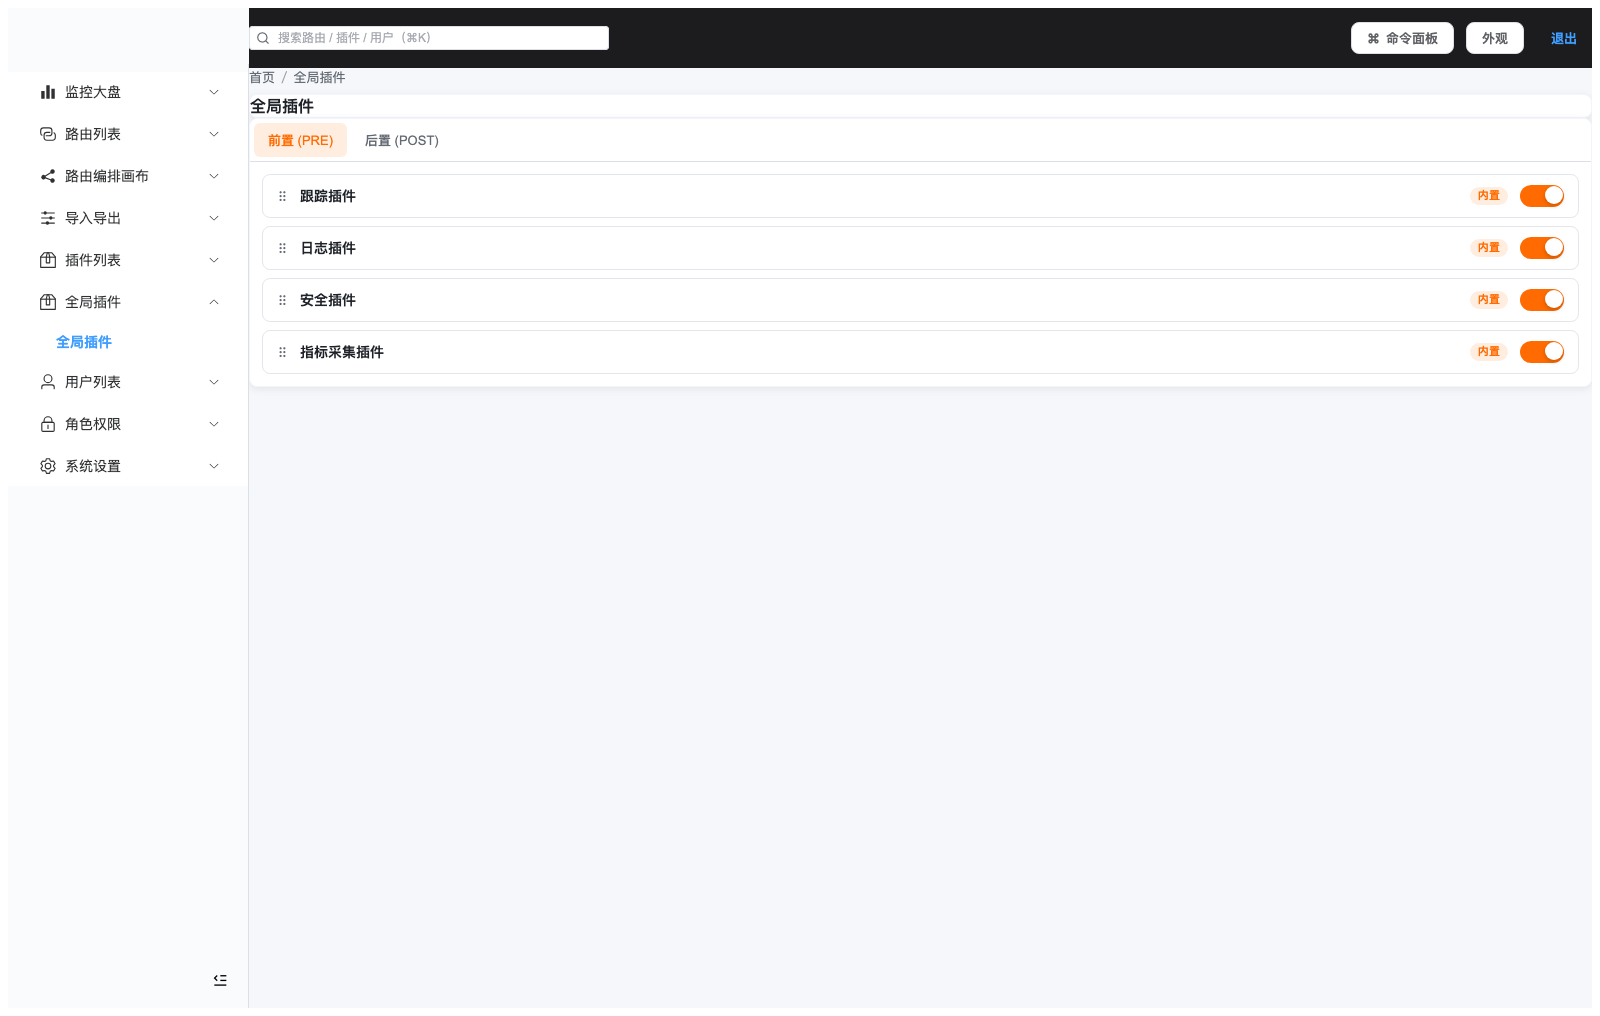 搜索路由 / 插件 / 用户（⌘K）
⌘ 命令面板
外观
退出
监控大盘
路由列表
路由编排画布
导入导出
插件列表
全局插件
全局插件
用户列表
角色权限
系统设置
首页 / 全局插件
全局插件
前置 (PRE)
后置 (POST)
跟踪插件
内置
日志插件
内置
安全插件
内置
指标采集插件
内置